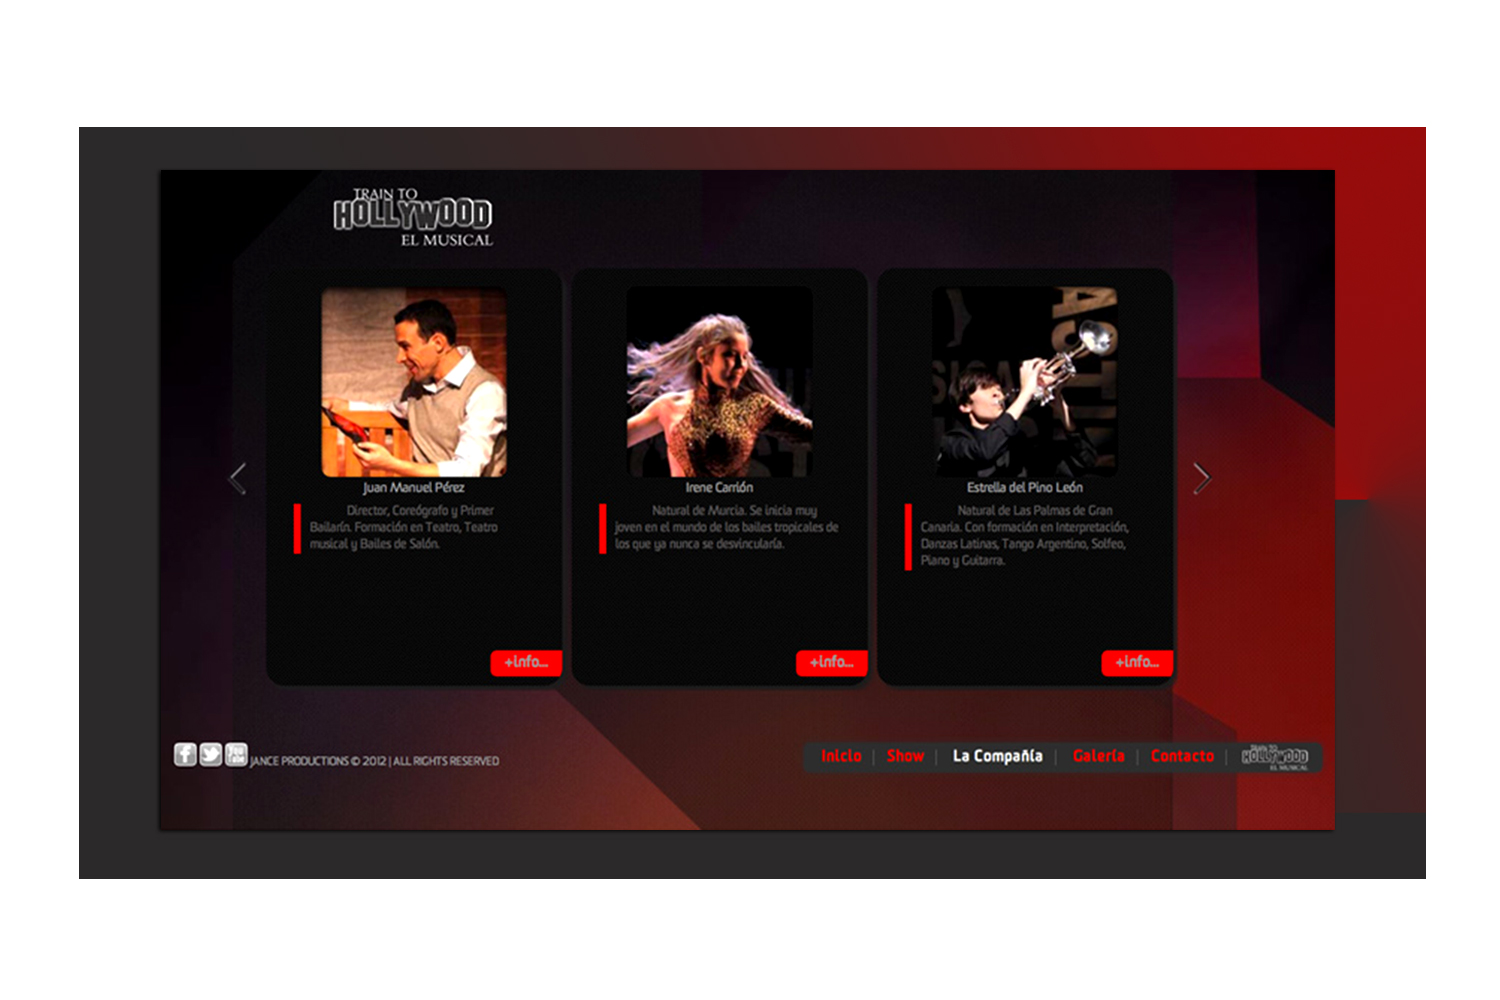 TRAIN TO
HOLLYWOOD
EL MUSICAL
Juan Manuel Pérez
Director, Coreógrafo y Primer
Bailarín. Formación en Teatro, Teatro
musical y Bailes de Salón.
+info...
Irene Carrión
Natural de Murcia. Se inicia muy
joven en el mundo de los bailes tropicales de
los que ya nunca se desvincularía.
+info...
Estrella del Pino León
Natural de Las Palmas de Gran
Canaria. Con formación en Interpretación,
Danzas Latinas, Tango Argentino, Solfeo,
Piano y Guitarra.
+info...
f You Tube JANCE PRODUCTIONS © 2012 | ALL RIGHTS RESERVED
Inicio | Show | La Compañía | Galería | Contacto |
TRAIN TO
HOLLYWOOD
EL MUSICAL